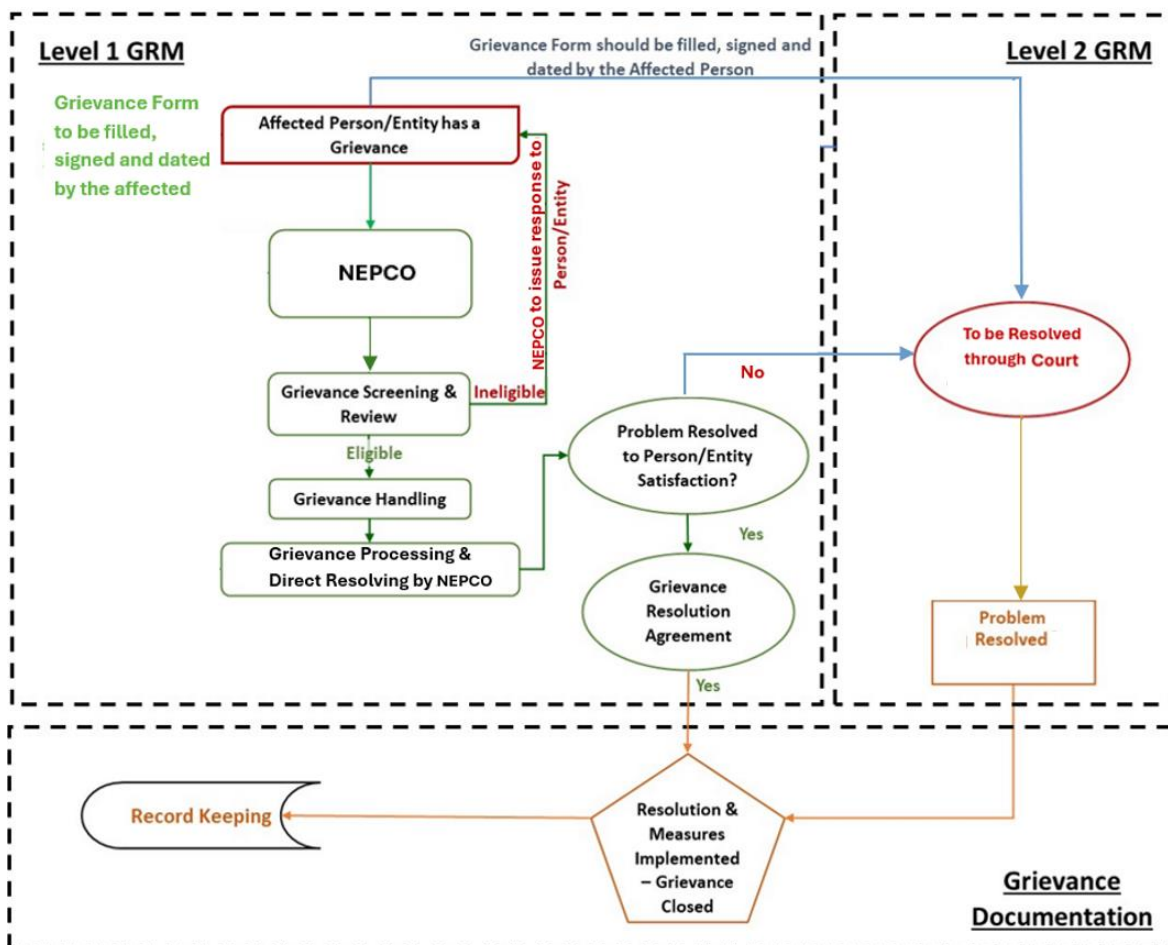 Level 1 GRM
Grievance Form should be filled, signed and
dated by the Affected Person
Level 2 GRM
Grievance Form
to be filled,
signed and dated
by the affected
Affected Person/Entity has a
Grievance
NEPCO to issue response to
Person/Entity
NEPCO
Grievance Screening &
Review
Ineligible
Eligible
Grievance Handling
Grievance Processing &
Direct Resolving by NEPCO
Problem Resolved
to Person/Entity
Satisfaction?
No
Yes
Grievance
Resolution
Agreement
Yes
To be Resolved
through Court
Problem
Resolved
Record Keeping
Resolution &
Measures
Implemented
– Grievance
Closed
Grievance
Documentation